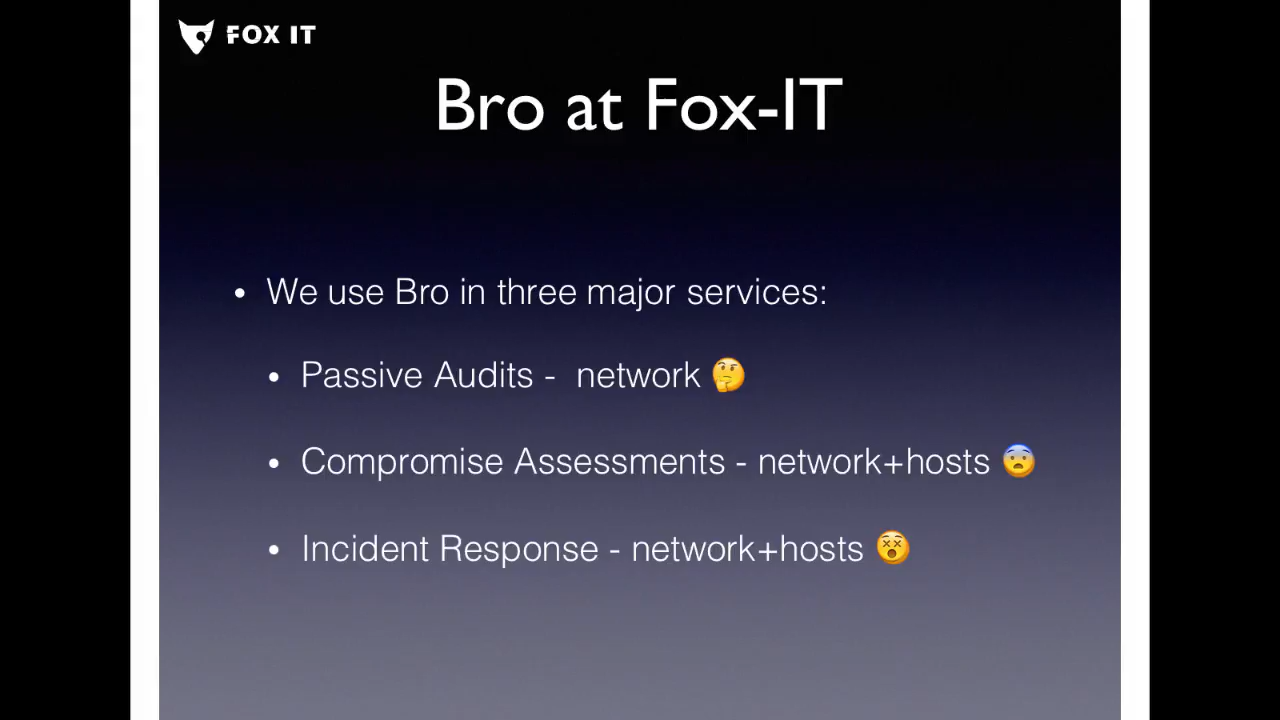 FOX IT
Bro at Fox-IT
• We use Bro in three major services:
• Passive Audits -  network 🤔
• Compromise Assessments - network+hosts 😨
• Incident Response - network+hosts 😵